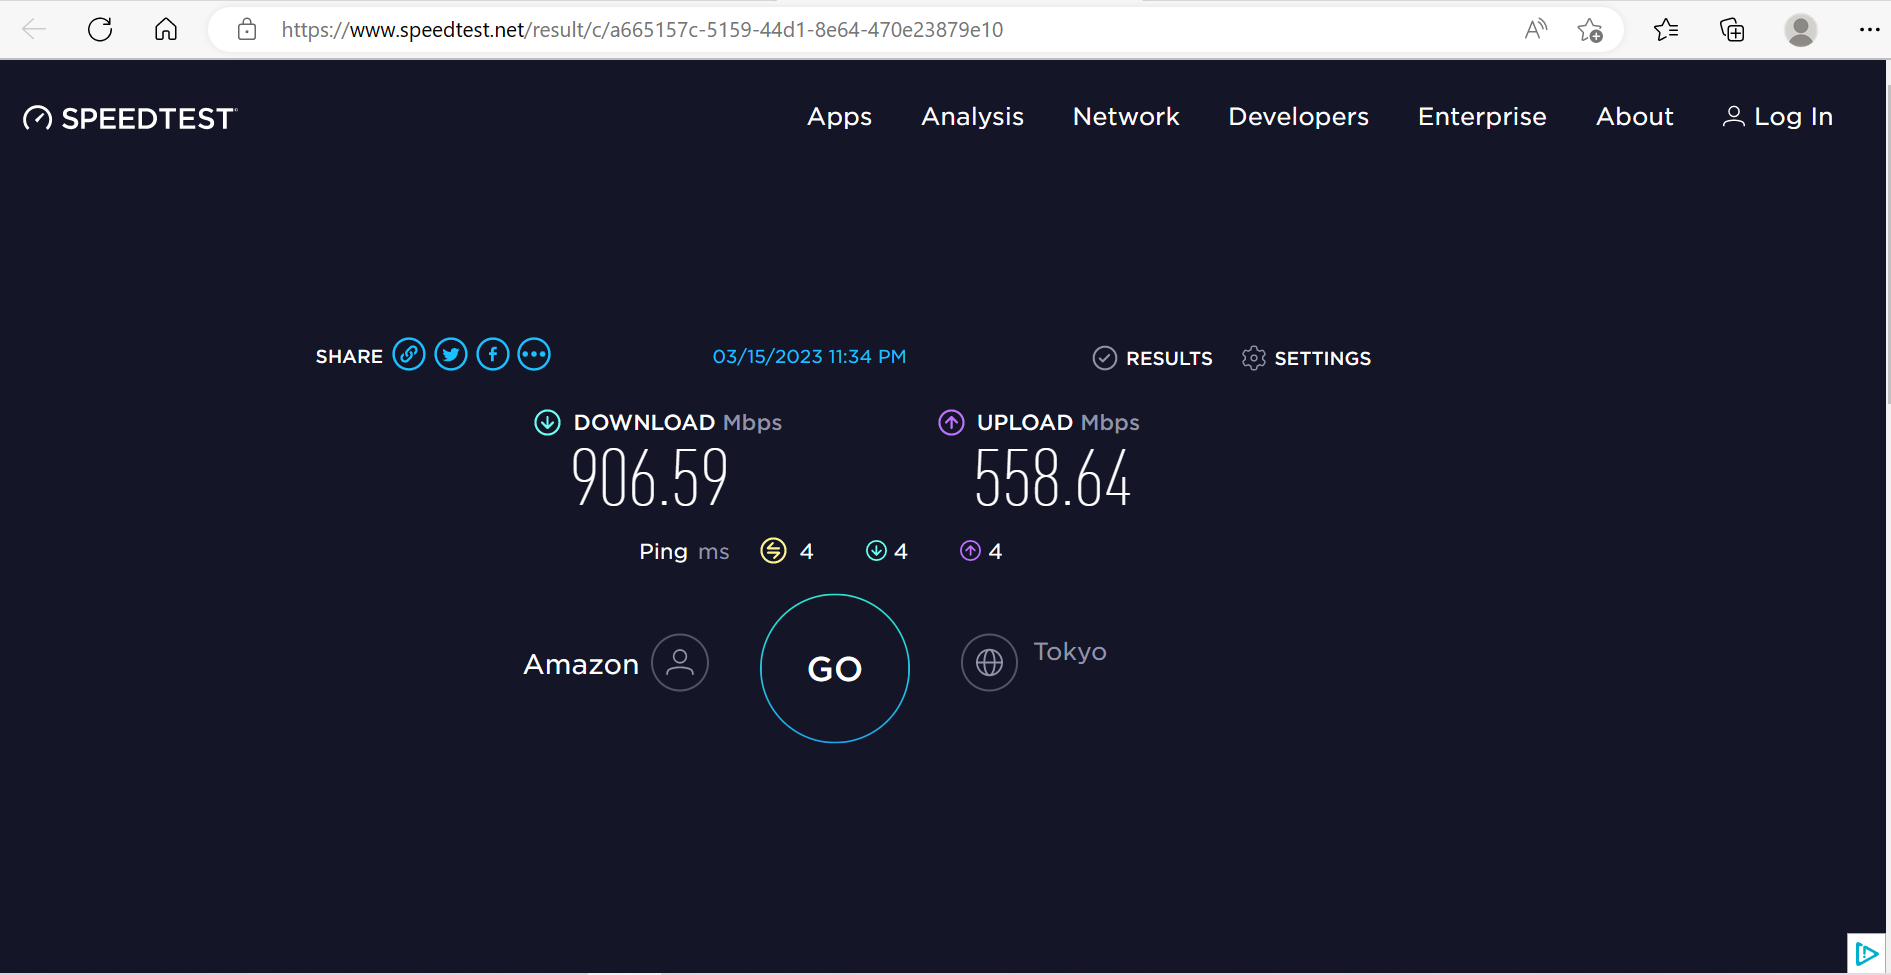 https://www.speedtest.net/result/c/a665157c-5159-44d1-8e64-470e23879e10
SPEEDTEST
Apps Analysis Network Developers Enterprise About Log In
SHARE 03/15/2023 11:34 PM RESULTS SETTINGS
DOWNLOAD Mbps UPLOAD Mbps
906.59 558.64
Ping ms 4 4 4
Amazon GO Tokyo